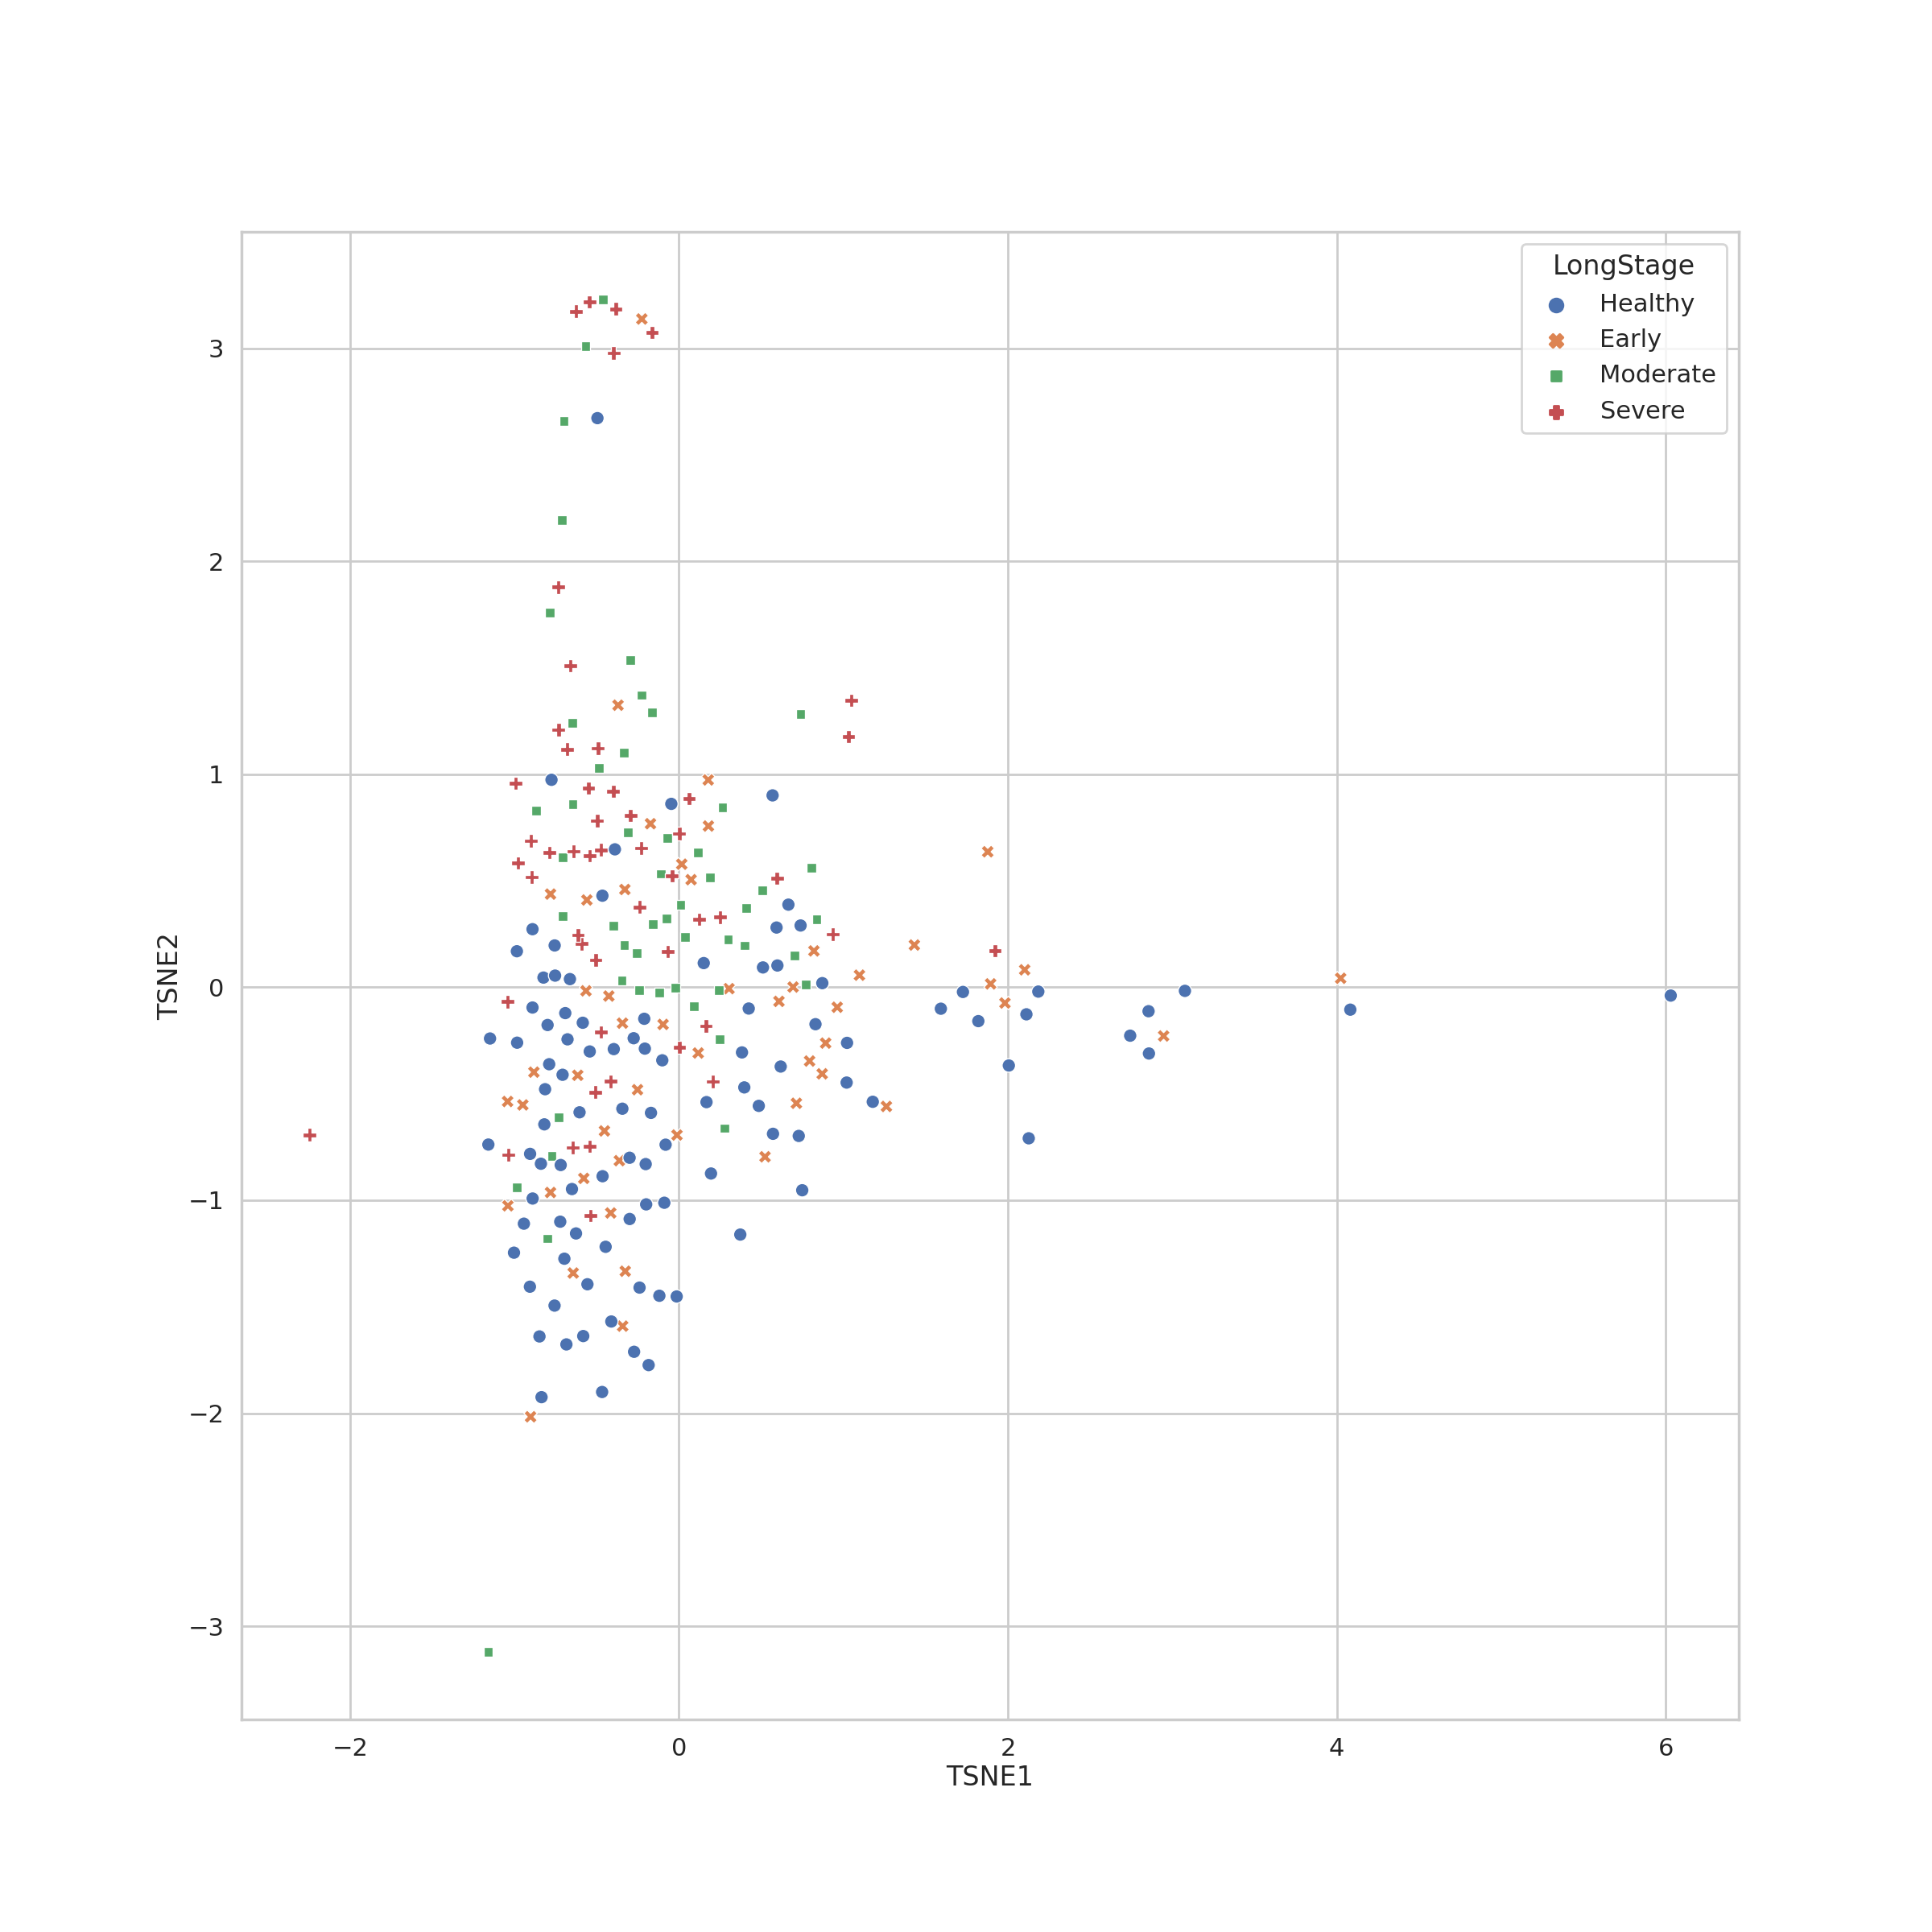 LongStage
Healthy
Early
Moderate
Severe
3
2
1
0
−1
−2
−3
TSNE2
−2 0 2 4 6
TSNE1